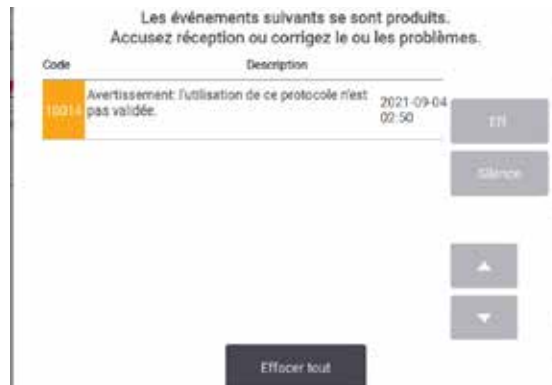 Les événements suivants se sont produits.
Accusez réception ou corrigez le ou les problèmes.
Code Description
Avertissement: l'utilisation de ce protocole n'est
pas validée.
2021-09-04
02:50
Eff
Silence
Effacer tout